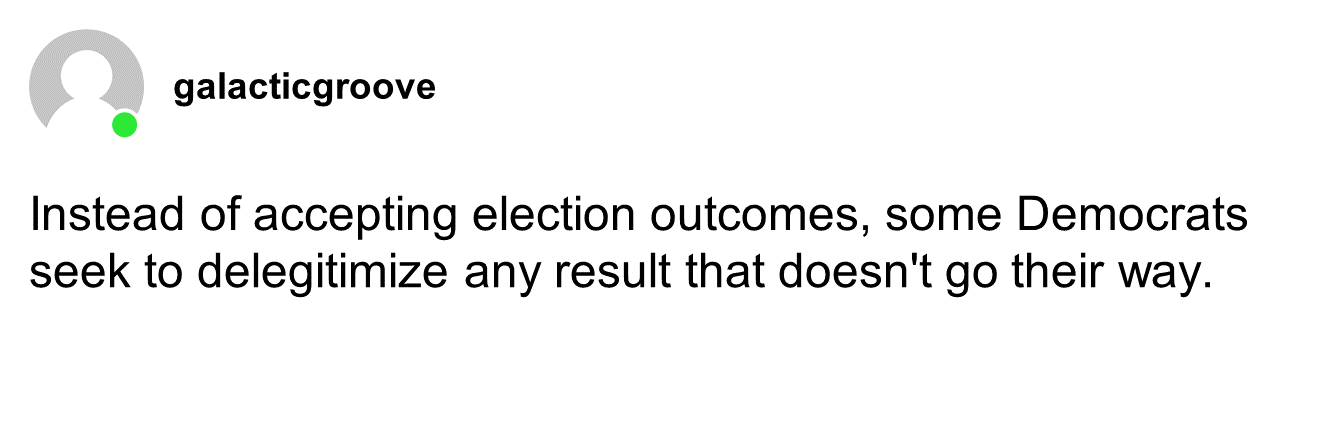 galacticgroove
Instead of accepting election outcomes, some Democrats
seek to delegitimize any result that doesn't go their way.